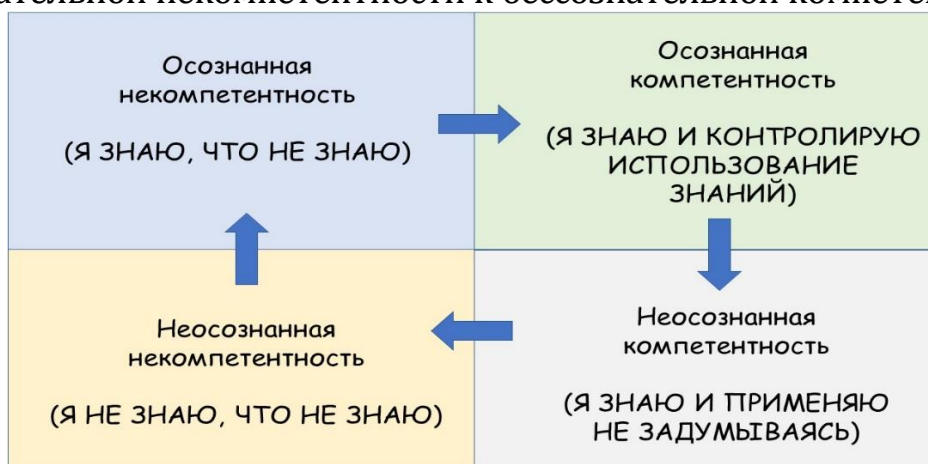 Осознанная
некомпетентность
(Я ЗНАЮ, ЧТО НЕ ЗНАЮ)
Осознанная
компетентность
(Я ЗНАЮ И КОНТРОЛИРУЮ
ИСПОЛЬЗОВАНИЕ
ЗНАНИЙ)
Неосознанная
некомпетентность
(Я НЕ ЗНАЮ, ЧТО НЕ ЗНАЮ)
Неосознанная
компетентность
(Я ЗНАЮ И ПРИМЕНЯЮ
НЕ ЗАДУМЫВАЯСЬ)